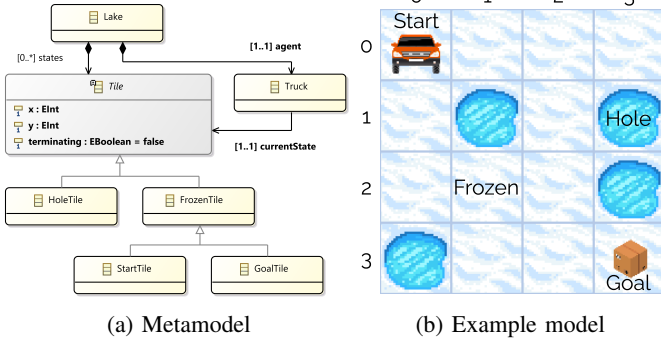 Lake
[0..*] states
[1..1] agent
Tile
x : EInt
y : EInt
terminating : EBoolean = false
Truck
[1..1] currentState
HoleTile
FrozenTile
StartTile
GoalTile
(a) Metamodel
Start
0
1
Hole
2
Frozen
3
Goal
(b) Example model